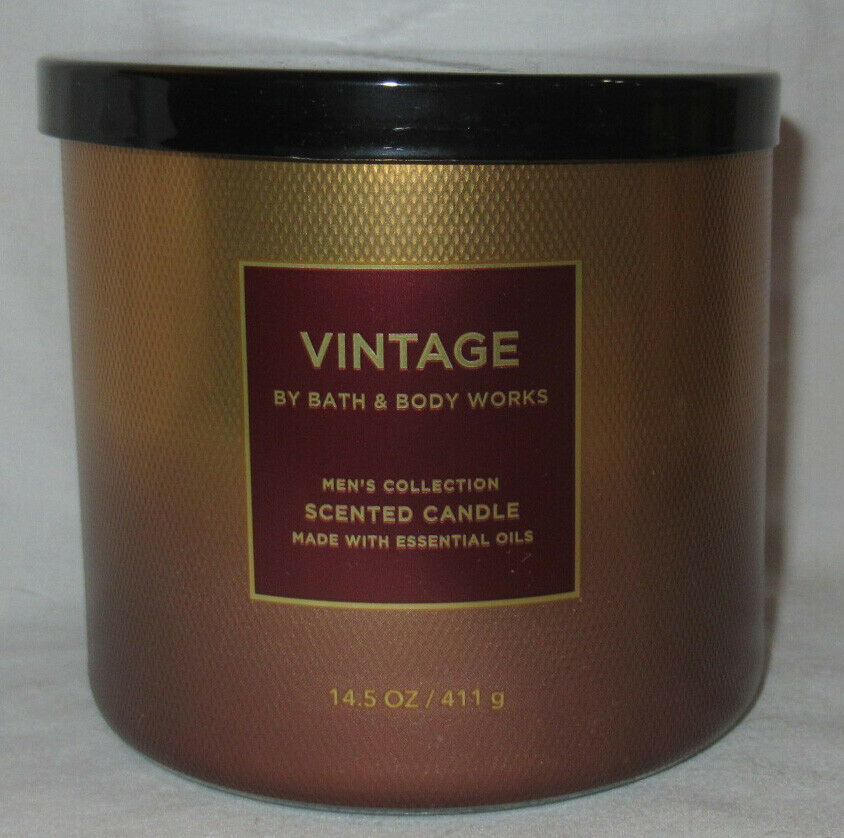 VINTAGE
BY BATH & BODY WORKS
MEN'S COLLECTION
SCENTED CANDLE
MADE WITH ESSENTIAL OILS
14.5 OZ / 411 g